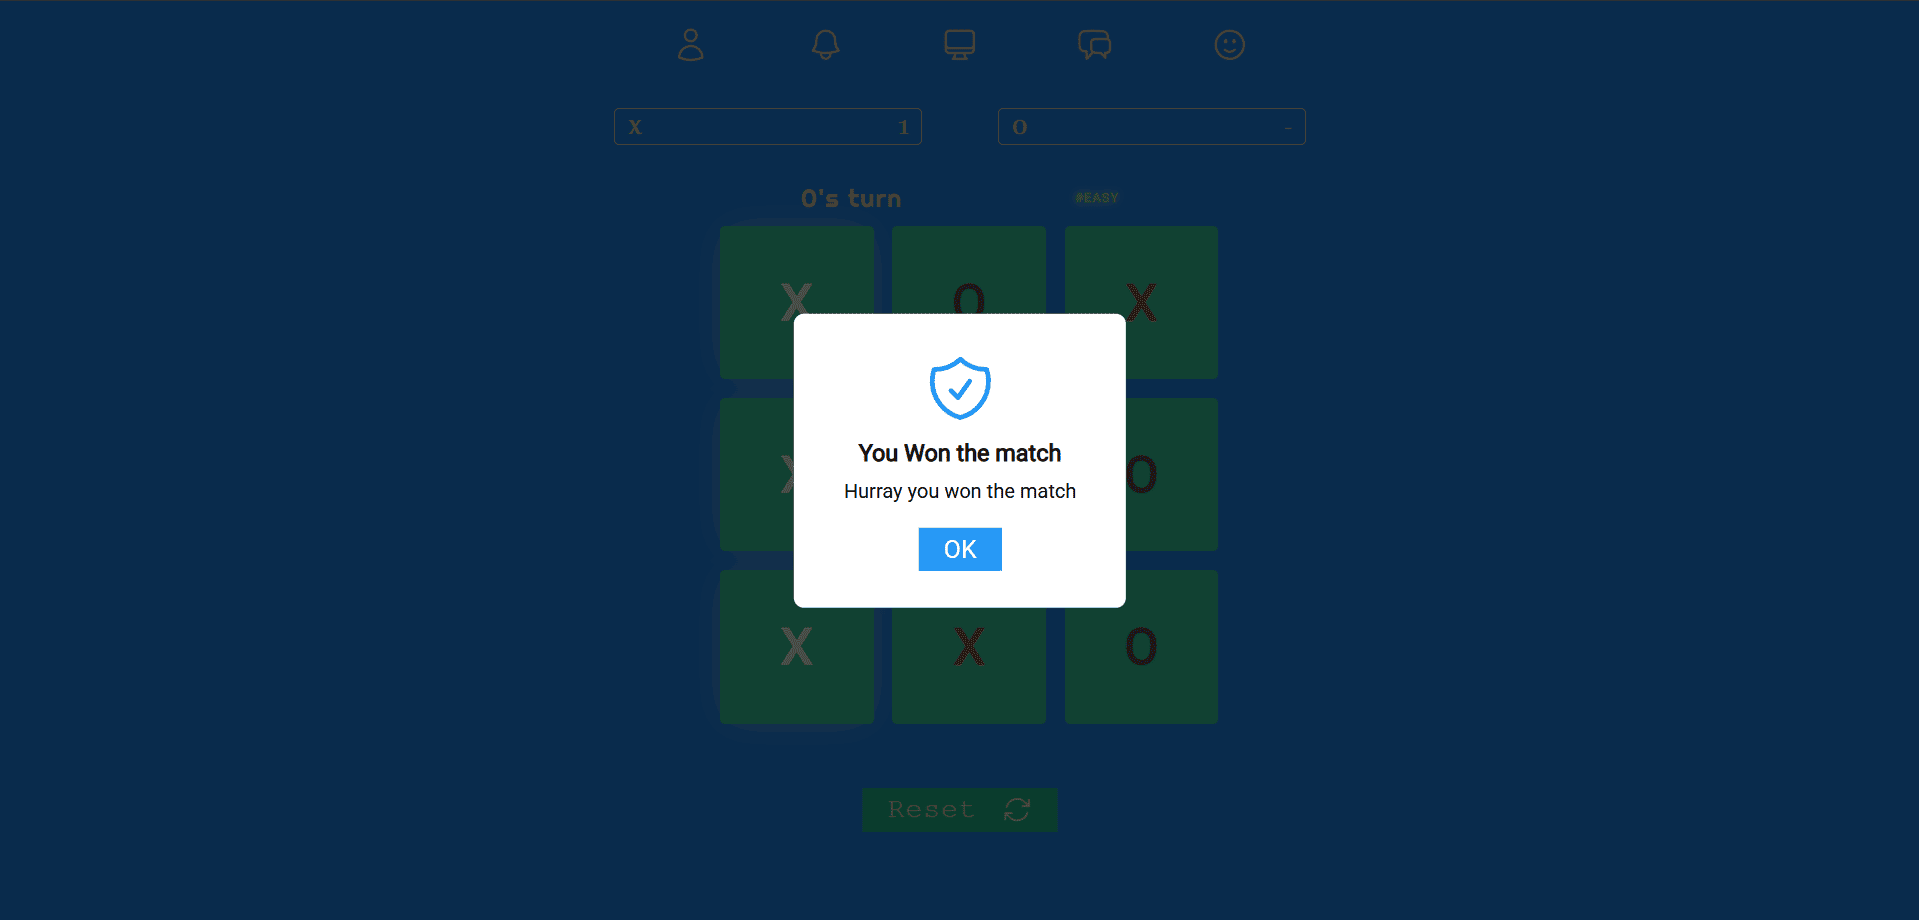 X 1 O -
O's turn #EASY
X O X
You Won the match
X O
Hurray you won the match
OK
X X O
Reset